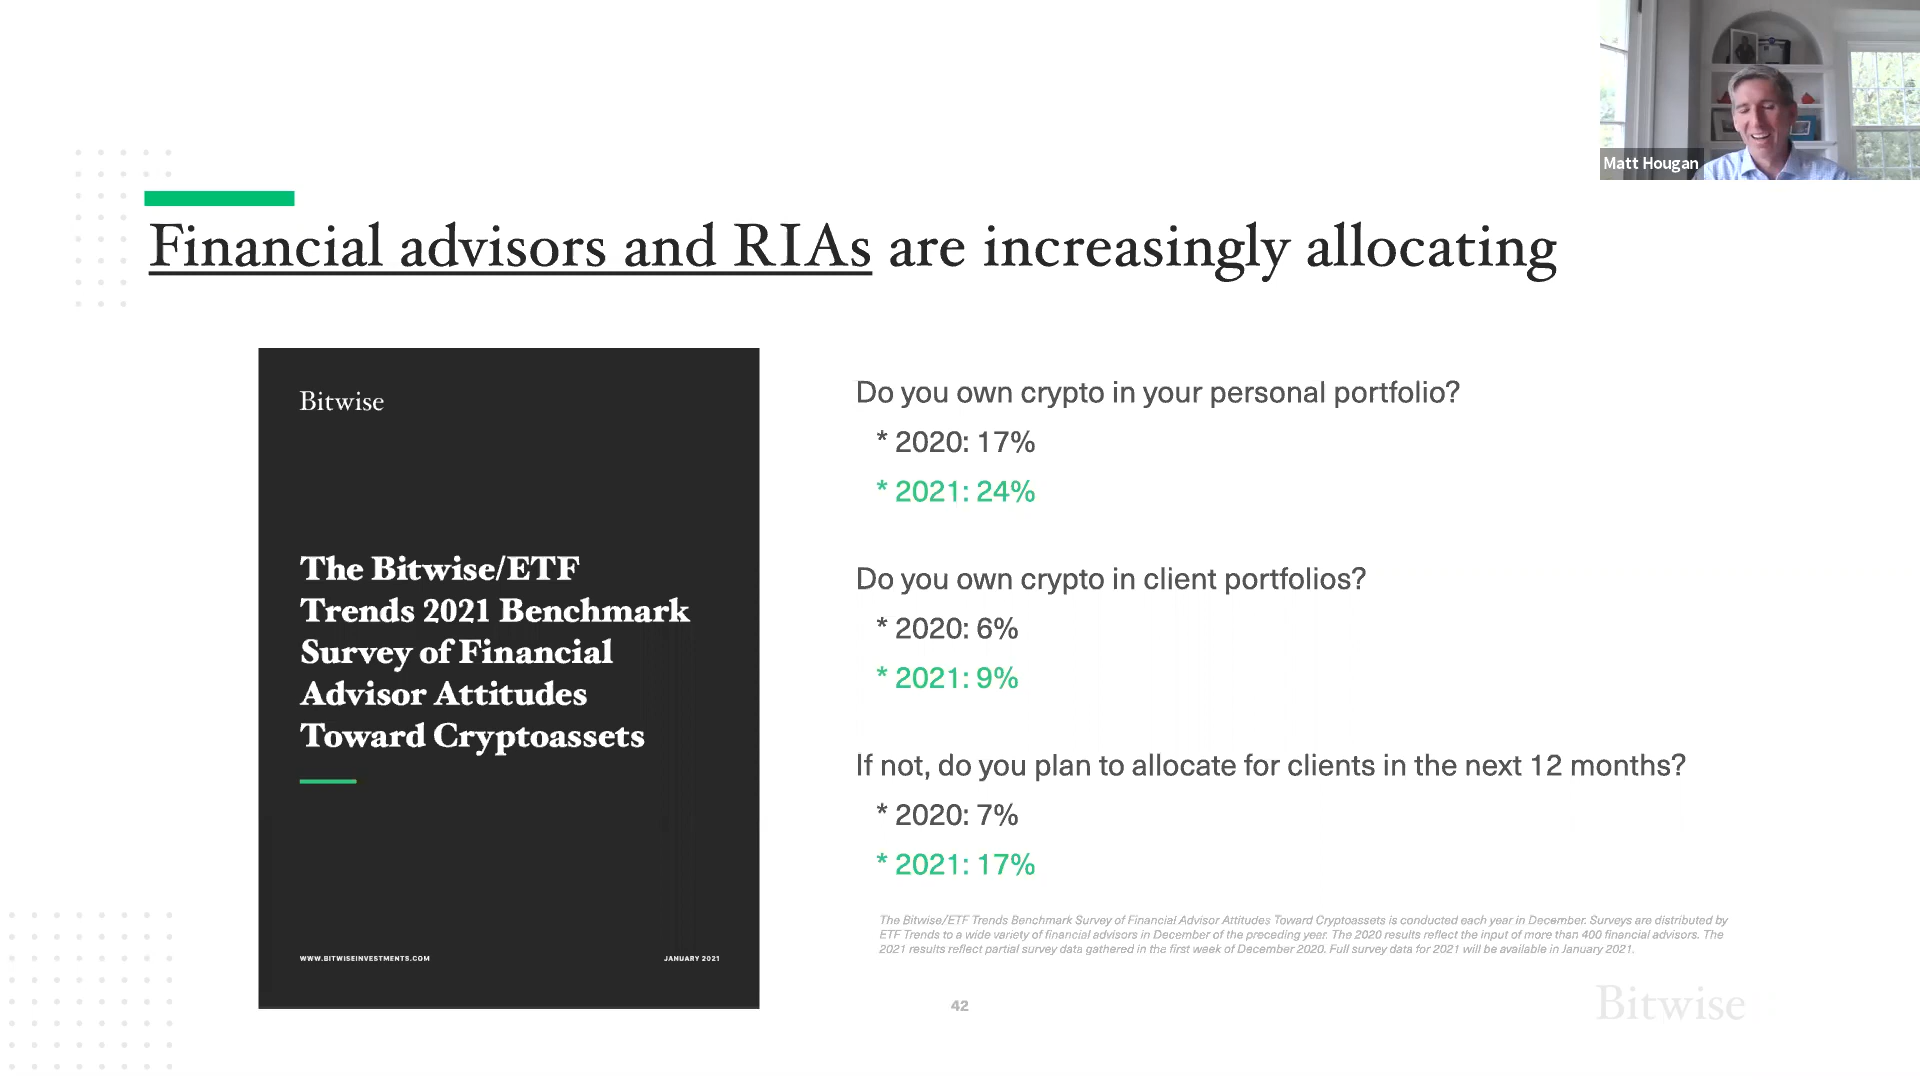 Matt Hougan
Financial advisors and RIAs are increasingly allocating
Bitwise
The Bitwise/ETF
Trends 2021 Benchmark
Survey of Financial
Advisor Attitudes
Toward Cryptoassets
WWW.BITWISEINVESTMENTS.COM
JANUARY 2021
Do you own crypto in your personal portfolio?
* 2020: 17%
* 2021: 24%
Do you own crypto in client portfolios?
* 2020: 6%
* 2021: 9%
If not, do you plan to allocate for clients in the next 12 months?
* 2020: 7%
* 2021: 17%
The Bitwise/ETF Trends Benchmark Survey of Financial Advisor Attitudes Toward Cryptoassets is conducted each year in December. Surveys are distributed by
ETF Trends to a wide variety of financial advisors in December of the preceding year. The 2020 results reflect the input of more than 400 financial advisors. The
2021 results reflect partial survey data gathered in the first week of December 2020. Full survey data for 2021 will be available in January 2021.
42
Bitwise